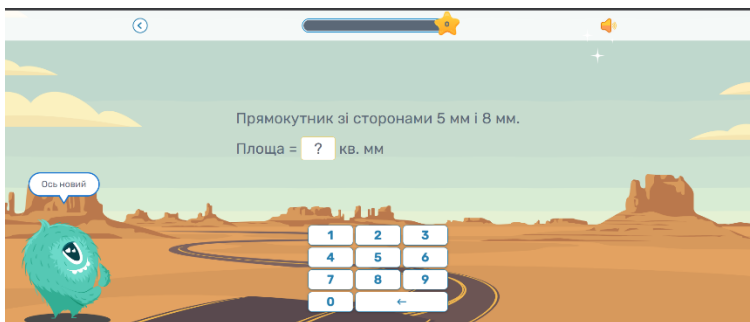 0
Прямокутник зі сторонами 5 мм і 8 мм.
Площа = ? кв. мм
Ось новий
1 2 3
4 5 6
7 8 9
0 ←